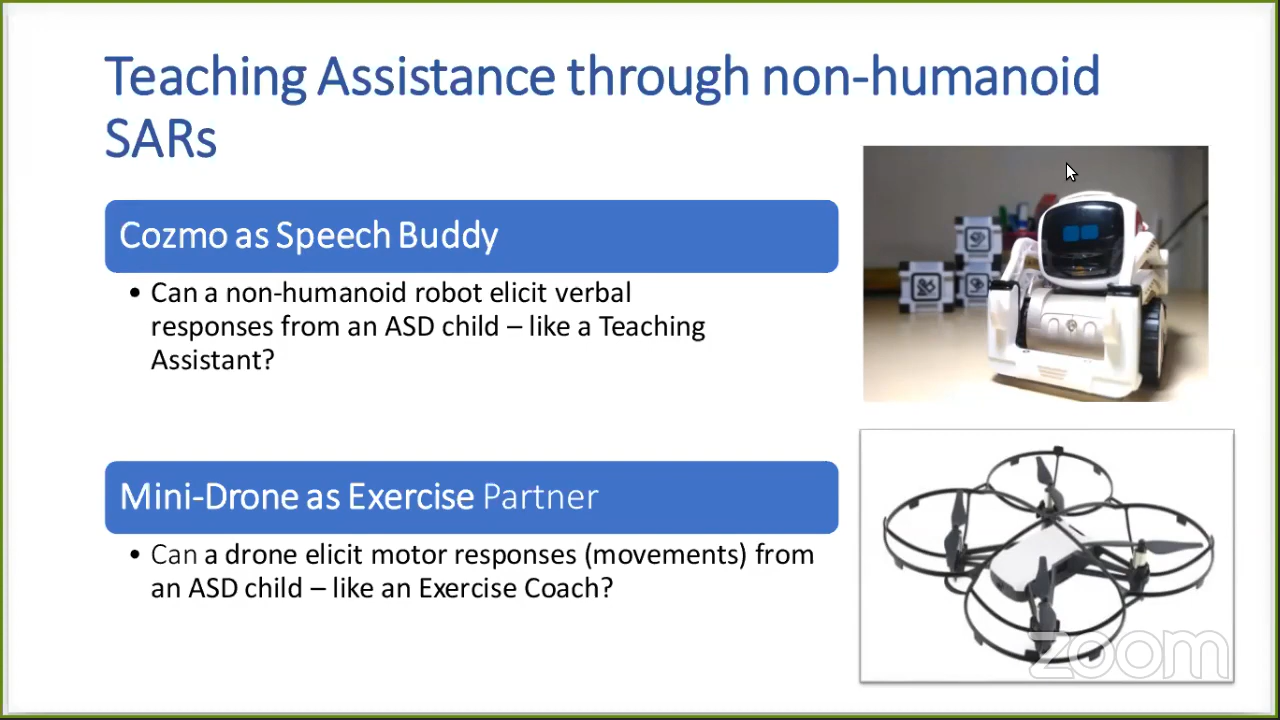 Teaching Assistance through non-humanoid
SARs
Cozmo as Speech Buddy
• Can a non-humanoid robot elicit verbal
responses from an ASD child – like a Teaching
Assistant?
Mini-Drone as Exercise Partner
• Can a drone elicit motor responses (movements) from
an ASD child – like an Exercise Coach?
zoom